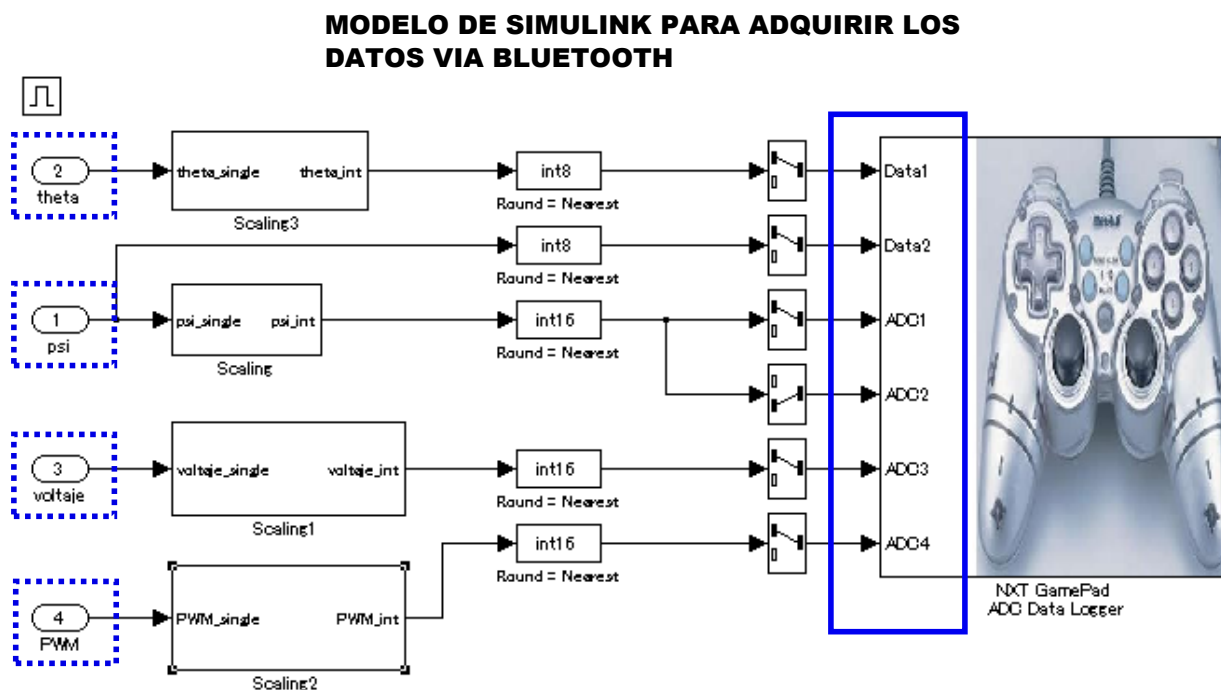 MODELO DE SIMULINK PARA ADQUIRIR LOS
DATOS VIA BLUETOOTH
2
theta
theta_single theta_int
Scaling3
int8
Round = Nearest
Data1
int8
Round = Nearest
Data2
1
psi
psi_single psi_int
Scaling
int16
Round = Nearest
ADC1
ADC2
3
voltaje
voltaje_single voltaje_int
Scaling1
int16
Round = Nearest
ADC3
int16
Round = Nearest
ADC4
4
PWM
PWM_single PWM_int
Scaling2
NXT GamePad
ADC Data Logger